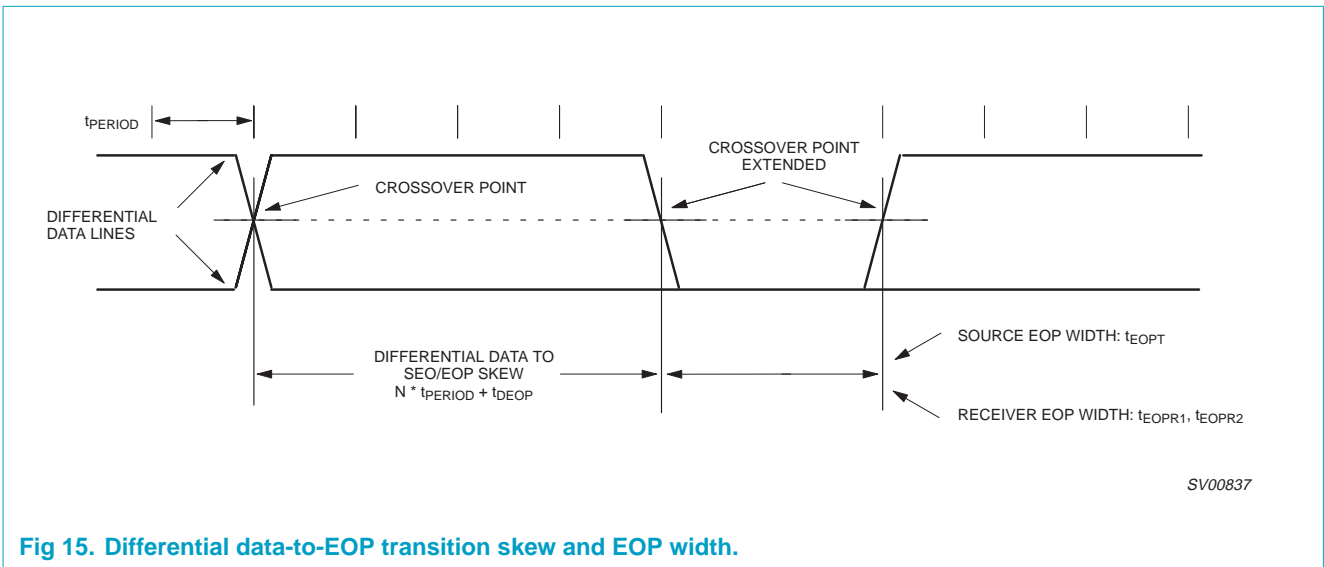 tPERIOD
CROSSOVER POINT
EXTENDED
CROSSOVER POINT
DIFFERENTIAL
DATA LINES
DIFFERENTIAL DATA TO
SEO/EOP SKEW
N * tPERIOD + tDEOP
SOURCE EOP WIDTH: tEOPT
RECEIVER EOP WIDTH: tEOPR1, tEOPR2
SV00837
Fig 15. Differential data-to-EOP transition skew and EOP width.